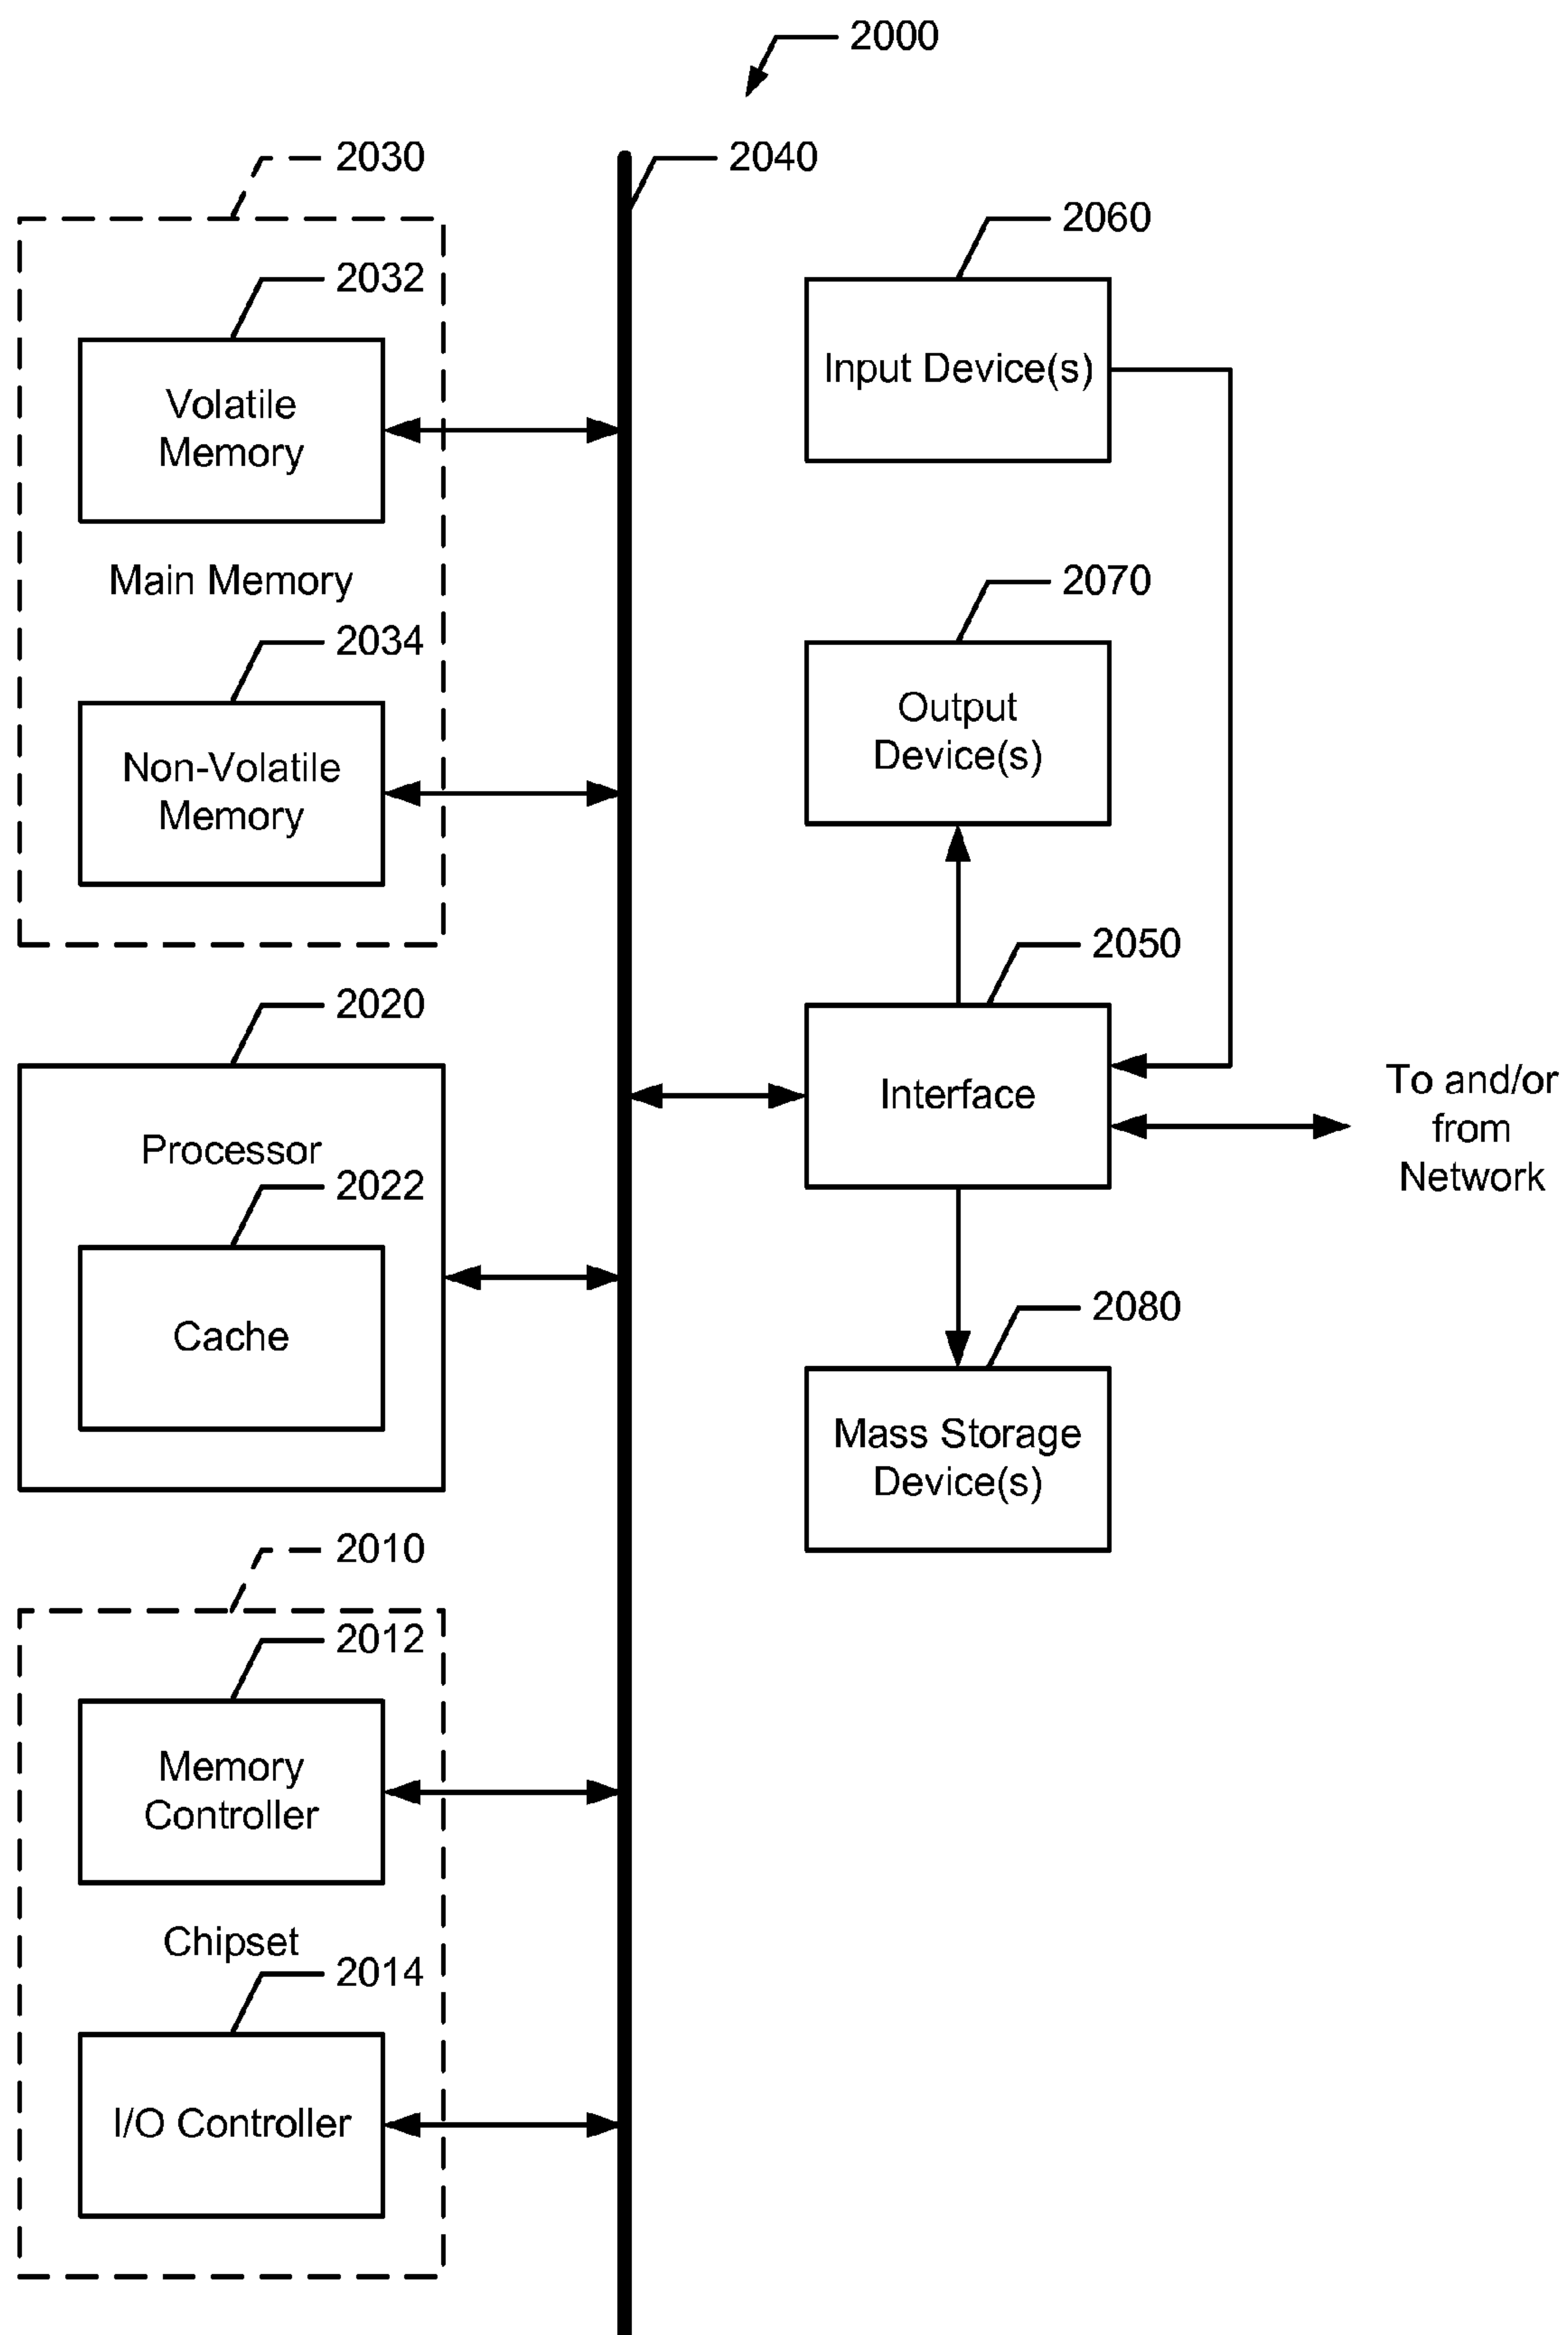 2000
2030
2040
2032
Volatile
Memory
Main Memory
2034
Non-Volatile
Memory
2020
Processor
2022
Cache
2010
2012
Memory
Controller
Chipset
2014
I/O Controller
2060
Input Device(s)
2070
Output
Device(s)
2050
Interface
To and/or
from
Network
2080
Mass Storage
Device(s)